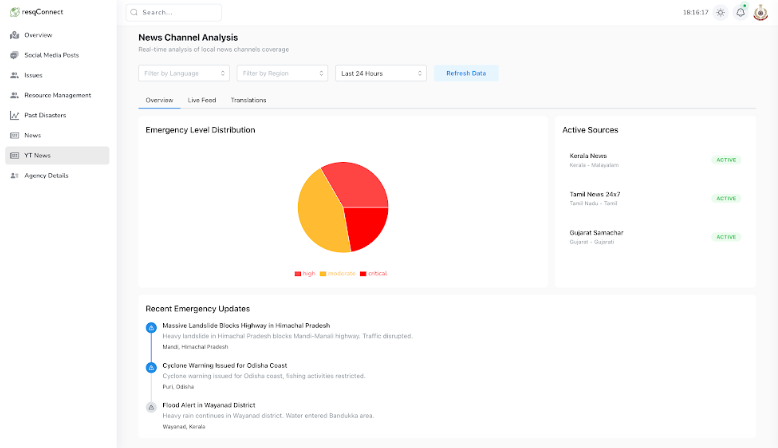 resqConnect
Search...
18:16:17
Overview
Social Media Posts
Issues
Resource Management
Past Disasters
News
YT News
Agency Details
News Channel Analysis
Real-time analysis of local news channels coverage
Filter by Language
Filter by Region
Last 24 Hours
Refresh Data
Overview
Live Feed
Translations
Emergency Level Distribution
high
moderate
critical
Active Sources
Kerala News
Kerala - Malayalam
ACTIVE
Tamil News 24x7
Tamil Nadu - Tamil
ACTIVE
Gujarat Samachar
Gujarat - Gujarati
ACTIVE
Recent Emergency Updates
Massive Landslide Blocks Highway in Himachal Pradesh
Heavy landslide in Himachal Pradesh blocks Mandi-Manali highway. Traffic disrupted.
Mandi, Himachal Pradesh
Cyclone Warning Issued for Odisha Coast
Cyclone warning issued for Odisha coast, fishing activities restricted.
Puri, Odisha
Flood Alert in Wayanad District
Heavy rain continues in Wayanad district. Water entered Bandukka area.
Wayanad, Kerala